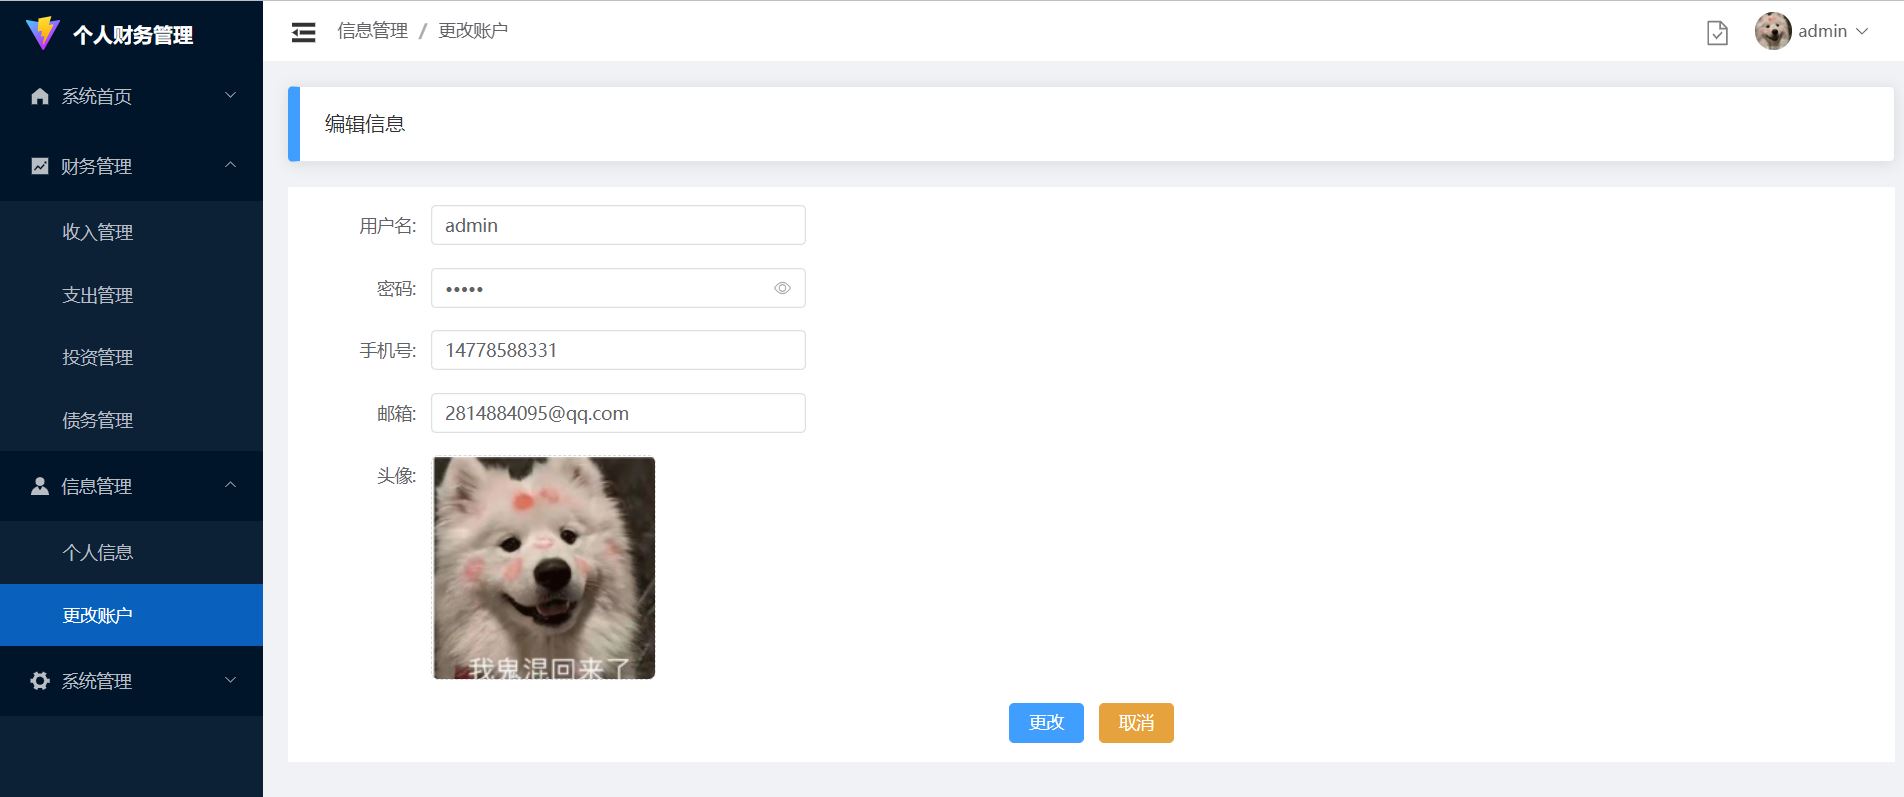 个人财务管理
系统首页
财务管理
收入管理
支出管理
投资管理
债务管理
信息管理
个人信息
更改账户
系统管理
信息管理 / 更改账户
admin
编辑信息
用户名: admin
密码: •••••
手机号: 14778588331
邮箱: 2814884095@qq.com
头像:
我鬼混回来了
更改 取消